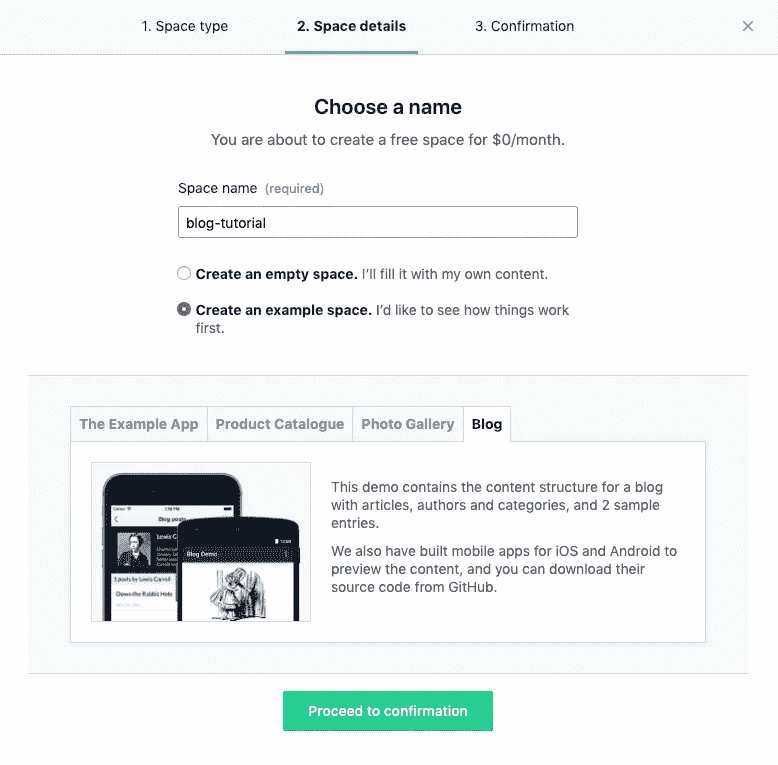 1. Space type
2. Space details
3. Confirmation
Choose a name
You are about to create a free space for $0/month.
Space name (required)
blog-tutorial
Create an empty space. I'll fill it with my own content.
Create an example space. I'd like to see how things work
first.
The Example App
Product Catalogue
Photo Gallery
Blog
Blog posts
Lewis C
1 posts by Lewis Carroll
Down the Rabbit Hole
Blog Demo
This demo contains the content structure for a blog
with articles, authors and categories, and 2 sample
entries.
We also have built mobile apps for iOS and Android to
preview the content, and you can download their
source code from GitHub.
Proceed to confirmation